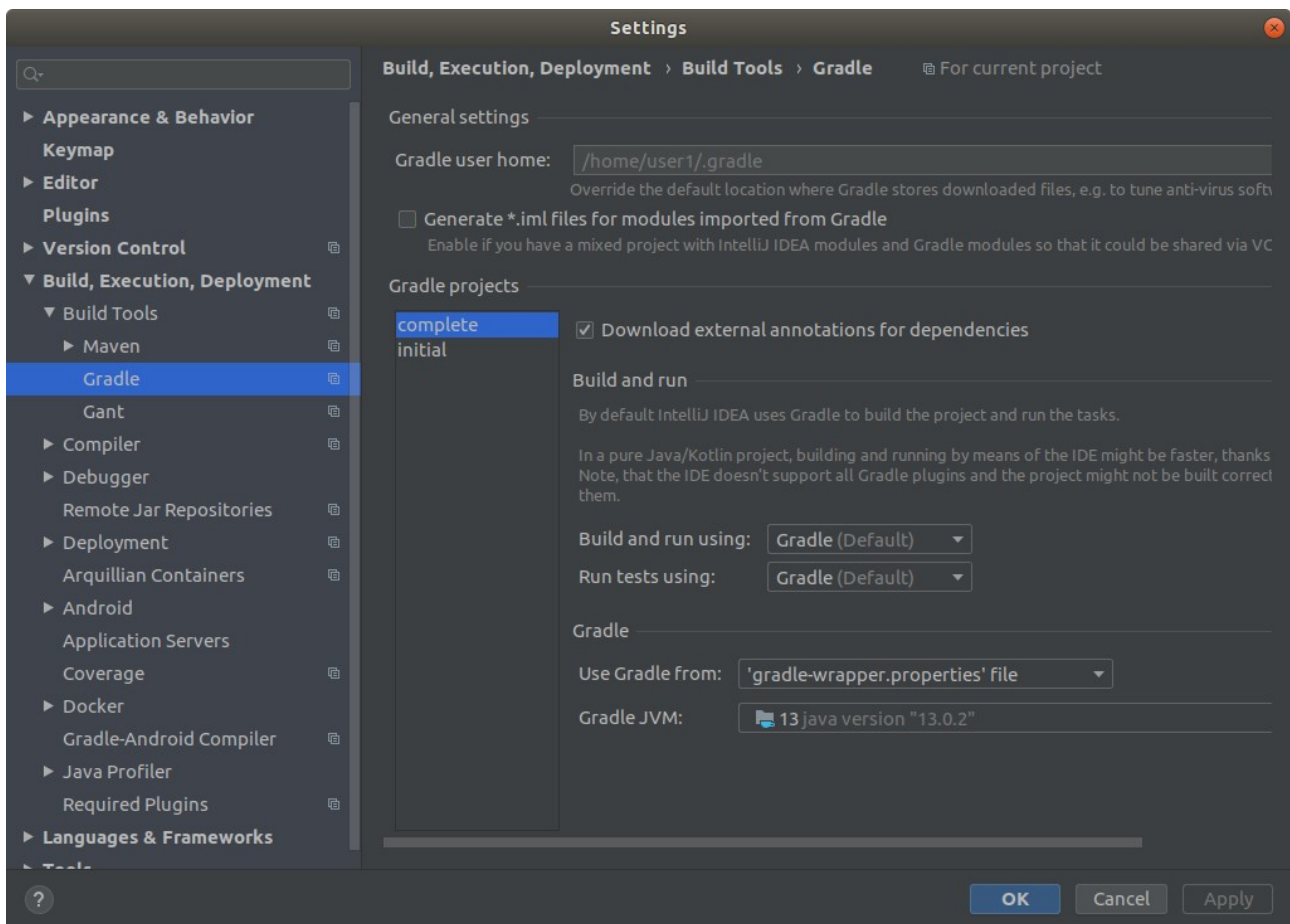 Settings
Appearance & Behavior
Keymap
Editor
Plugins
Version Control
Build, Execution, Deployment
Build Tools
Maven
Gradle
Gant
Compiler
Debugger
Remote Jar Repositories
Deployment
Arquillian Containers
Android
Application Servers
Coverage
Docker
Gradle-Android Compiler
Java Profiler
Required Plugins
Languages & Frameworks
Tools
Build, Execution, Deployment › Build Tools › Gradle For current project
General settings
Gradle user home: /home/user1/.gradle
Override the default location where Gradle stores downloaded files, e.g. to tune anti-virus softw
Generate *.iml files for modules imported from Gradle
Enable if you have a mixed project with IntelliJ IDEA modules and Gradle modules so that it could be shared via VC
Gradle projects
complete
initial
Download external annotations for dependencies
Build and run
By default IntelliJ IDEA uses Gradle to build the project and run the tasks.
In a pure Java/Kotlin project, building and running by means of the IDE might be faster, thanks
Note, that the IDE doesn't support all Gradle plugins and the project might not be built correct
them.
Build and run using: Gradle (Default)
Run tests using: Gradle (Default)
Gradle
Use Gradle from: 'gradle-wrapper.properties' file
Gradle JVM: 13 java version "13.0.2"
? OK Cancel Apply